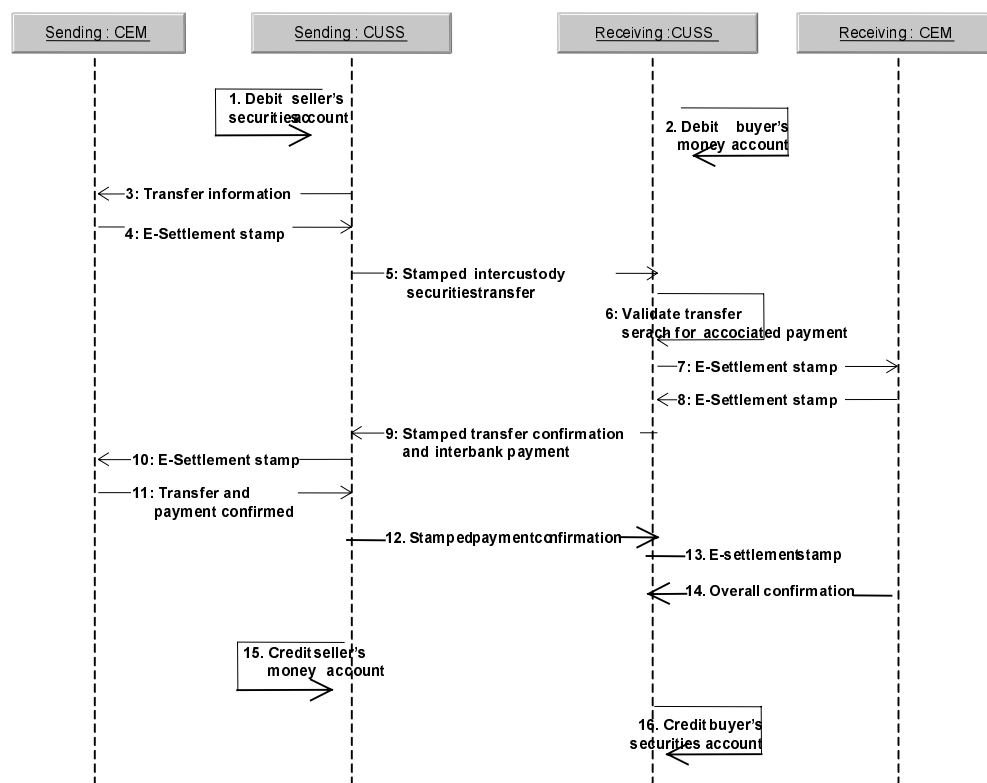 Sending : CEM
Sending : CUSS
Receiving :CUSS
Receiving : CEM
1. Debit seller's
securities account
2. Debit buyer's
money account
3: Transfer information
4: E-Settlement stamp
5: Stamped intercustody
securitiestransfer
6: Validate transfer
serach for accociated payment
7: E-Settlement stamp
8: E-Settlement stamp
9: Stamped transfer confirmation
and interbank payment
10: E-Settlement stamp
11: Transfer and
payment confirmed
12. Stampedpaymentconfirmation
13. E-settlementstamp
14. Overall confirmation
15. Creditseller's
money account
16. Credit buyer's
securities account